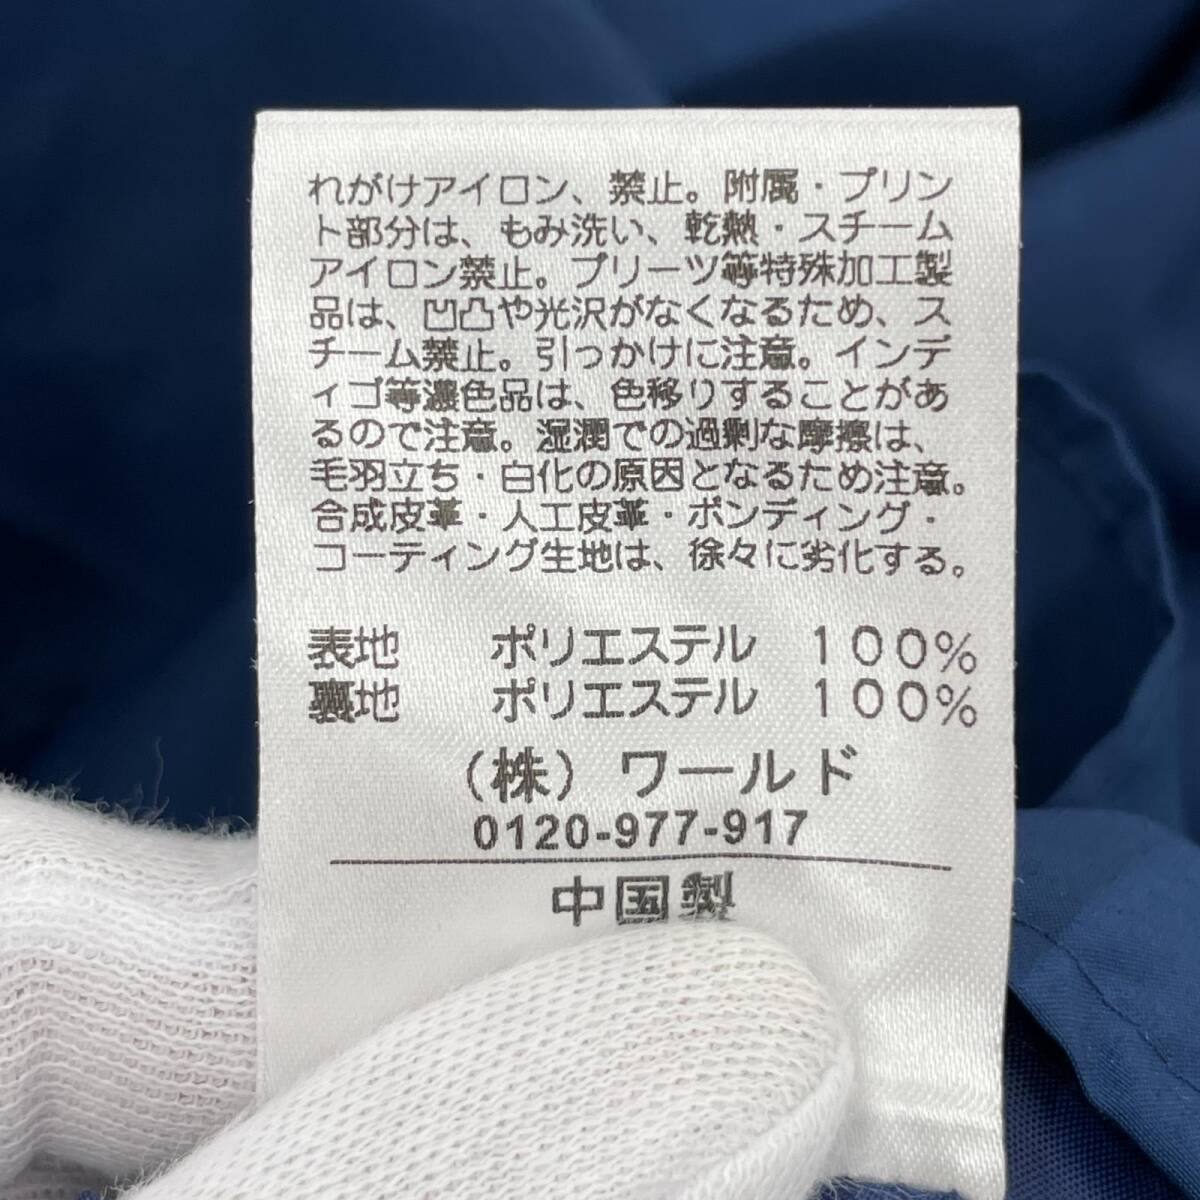 れがけアイロン、禁止。附属・プリン
ト部分は、もみ洗い、乾熱・スチーム
アイロン禁止。プリーツ等特殊加工製
品は、凹凸や光沢がなくなるため、ス
チーム禁止。引っかけに注意。インデ
ィゴ等濃色品は、色移りすることがあ
るので注意。湿潤での過剰な摩擦は、
毛羽立ち・白化の原因となるため注意。
合成皮革・人工皮革・ボンディング・
コーティング生地は、徐々に劣化する。
表地 ポリエステル 100%
裏地 ポリエステル 100%
(株) ワールド
0120-977-917
中国製